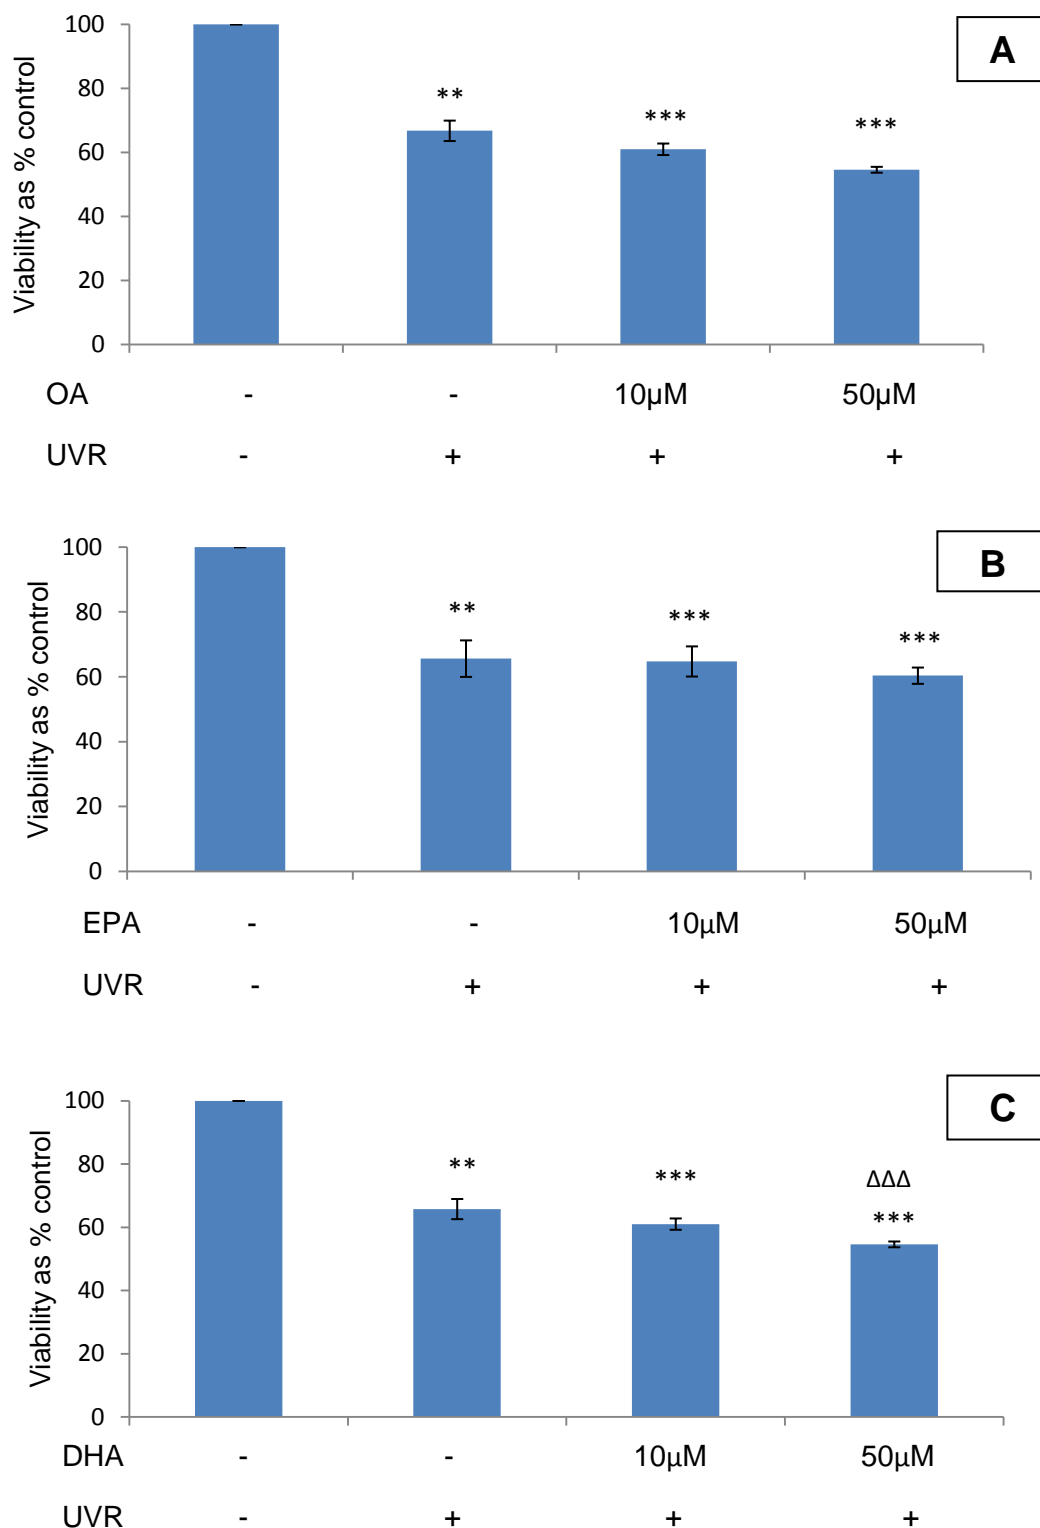 A
Viability as % control
100
**
80
***
***
60
40
20
0
OA - - 10µM 50µM
UVR - + + +
B
Viability as % control
100
**
***
***
80
60
40
20
0
EPA - - 10µM 50µM
UVR - + + +
C
Viability as % control
100
80
**
***
ΔΔΔ
***
60
40
20
0
DHA - - 10µM 50µM
UVR - + + +